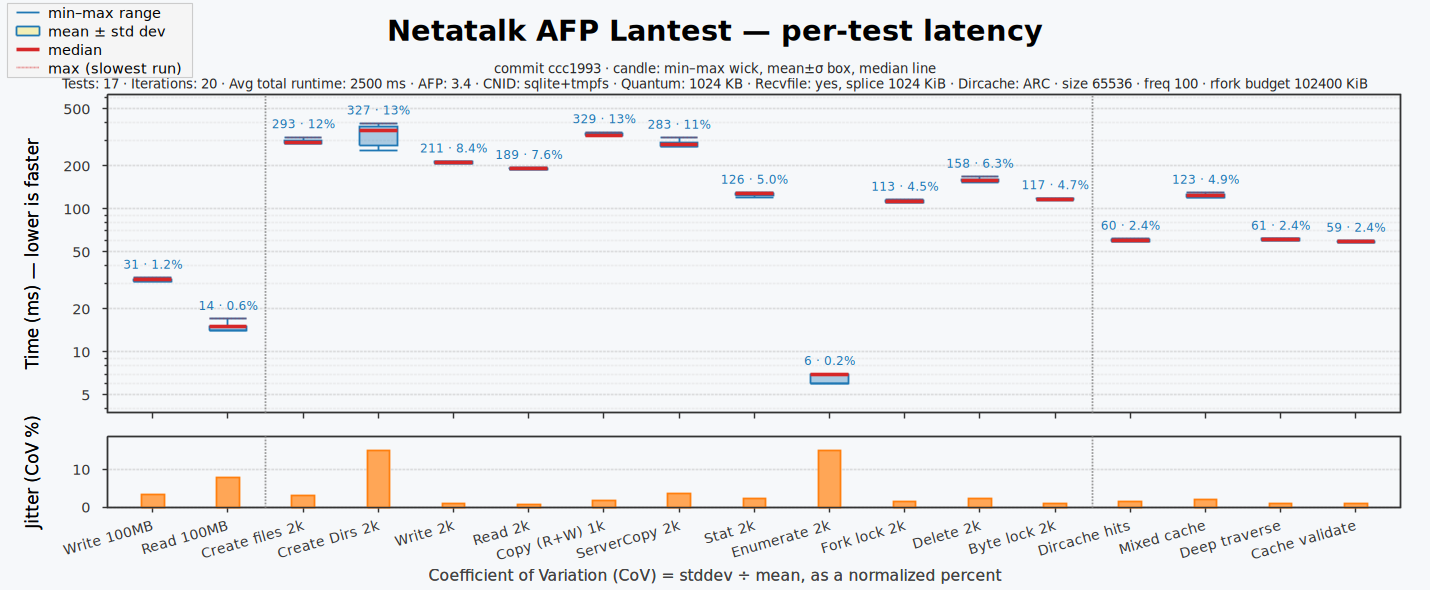 min–max range
mean ± std dev
median
max (slowest run)
Netatalk AFP Lantest — per-test latency
commit ccc1993 · candle: min–max wick, mean±σ box, median line
Tests: 17 · Iterations: 20 · Avg total runtime: 2500 ms · AFP: 3.4 · CNID: sqlite+tmpfs · Quantum: 1024 KB · Recvfile: yes, splice 1024 KiB · Dircache: ARC · size 65536 · freq 100 · rfork budget 102400 KiB
Time (ms) — lower is faster
500
200
100
50
20
10
5
31 · 1.2%
14 · 0.6%
293 · 12%
327 · 13%
211 · 8.4%
189 · 7.6%
329 · 13%
283 · 11%
126 · 5.0%
6 · 0.2%
113 · 4.5%
158 · 6.3%
117 · 4.7%
60 · 2.4%
123 · 4.9%
61 · 2.4%
59 · 2.4%
Jitter (CoV %)
10
0
Write 100MB
Read 100MB
Create files 2k
Create Dirs 2k
Write 2k
Read 2k
Copy (R+W) 1k
ServerCopy 2k
Stat 2k
Enumerate 2k
Fork lock 2k
Delete 2k
Byte lock 2k
Dircache hits
Mixed cache
Deep traverse
Cache validate
Coefficient of Variation (CoV) = stddev ÷ mean, as a normalized percent